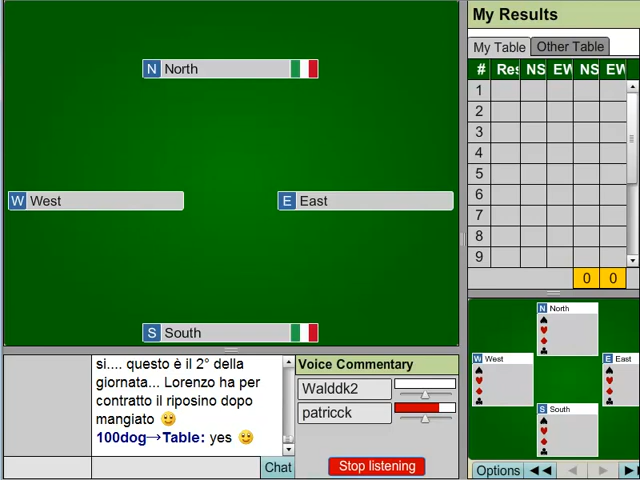 N North
W West
E East
S South
My Results
My Table Other Table
# Res NS EW NS EW
1
2
3
4
5
6
7
8
9
0 0
si.... questo è il 2° della
giornata... Lorenzo ha per
contratto il riposino dopo
mangiato
100dog→Table: yes
Chat
Voice Commentary
Walddk2
patricck
Stop listening
N North
W West
E East
S South
Options